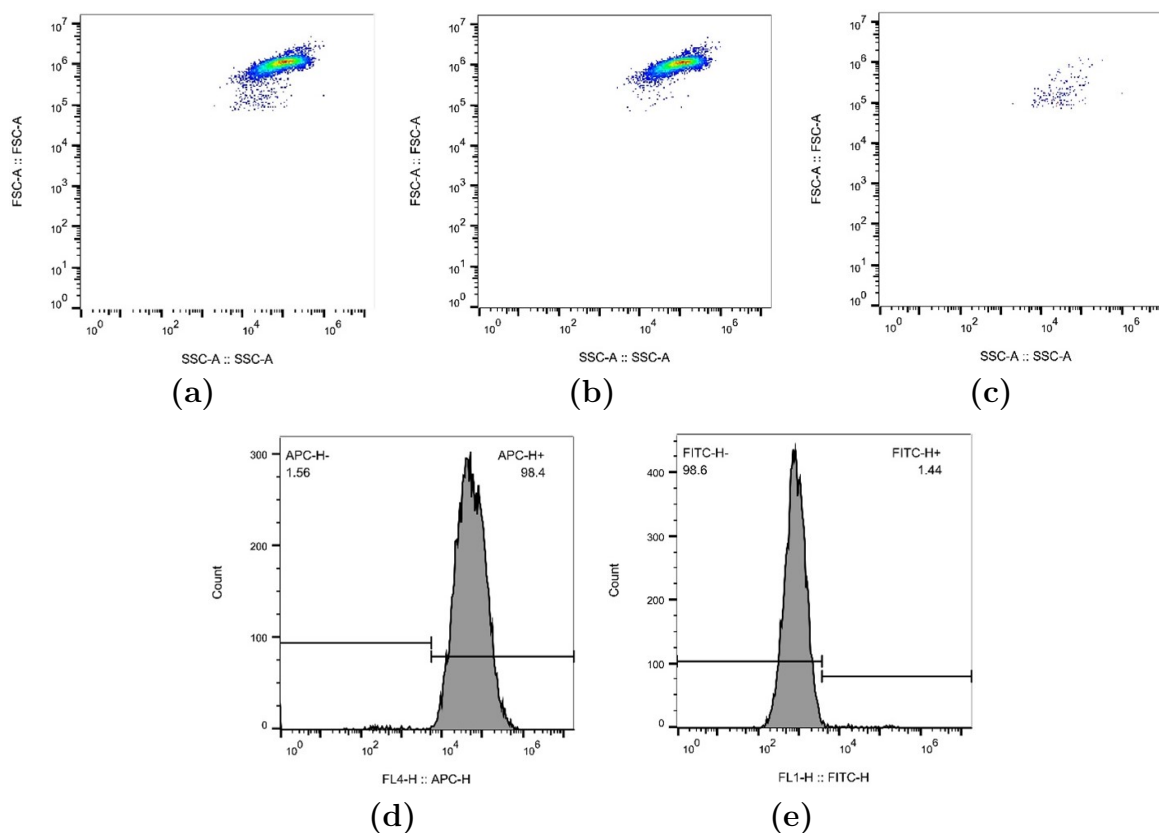 10^7
10^6
10^5
10^4
10^3
10^2
10^1
10^0
FSC-A :: FSC-A
10^0 10^2 10^4 10^6
SSC-A :: SSC-A
(a)
10^7
10^6
10^5
10^4
10^3
10^2
10^1
10^0
FSC-A :: FSC-A
10^0 10^2 10^4 10^6
SSC-A :: SSC-A
(b)
10^7
10^6
10^5
10^4
10^3
10^2
10^1
10^0
FSC-A :: FSC-A
10^0 10^2 10^4 10^6
SSC-A :: SSC-A
(c)
APC-H- APC-H+
1.56 98.4
300
200
100
0
Count
10^0 10^2 10^4 10^6
FL4-H :: APC-H
(d)
FITC-H- FITC-H+
98.6 1.44
400
300
200
100
0
Count
10^0 10^2 10^4 10^6
FL1-H :: FITC-H
(e)